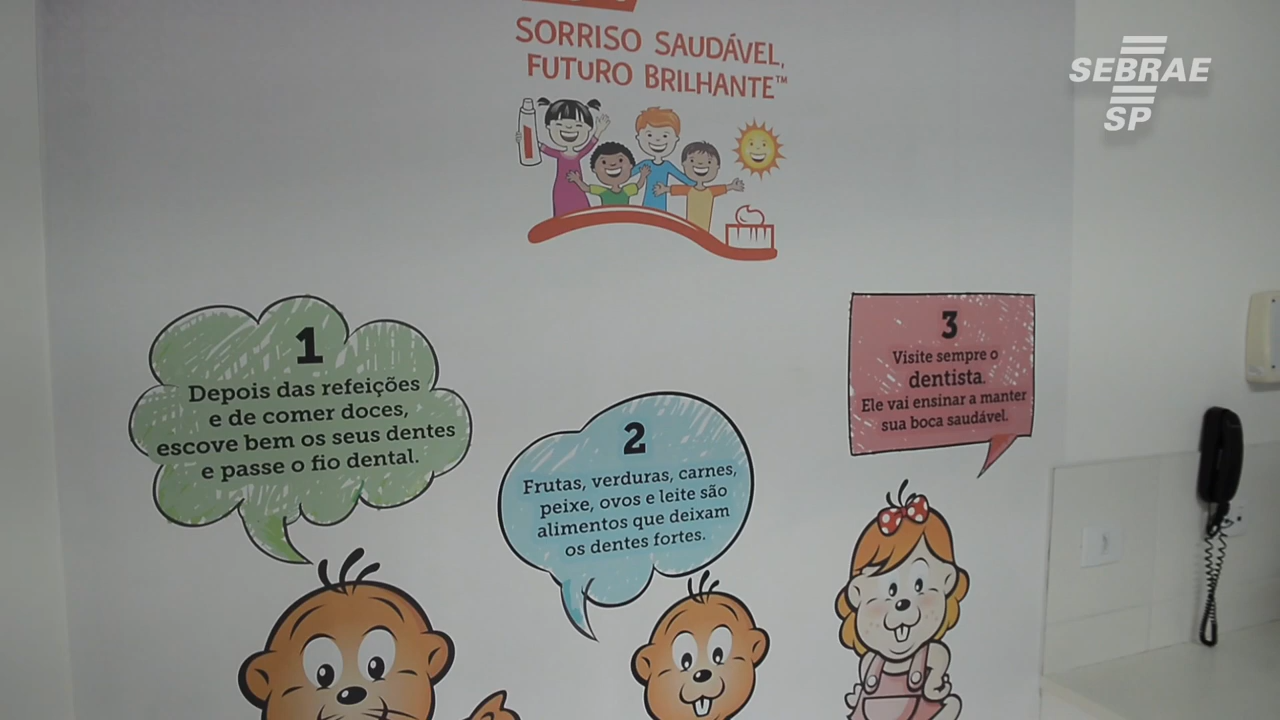 SORRISO SAUDÁVEL,
FUTURO BRILHANTE™
SEBRAE
SP
1
Depois das refeições
e de comer doces,
escove bem os seus dentes
e passe o fio dental.
2
Frutas, verduras, carnes,
peixe, ovos e leite são
alimentos que deixam
os dentes fortes.
3
Visite sempre o
dentista.
Ele vai ensinar a manter
sua boca saudável.